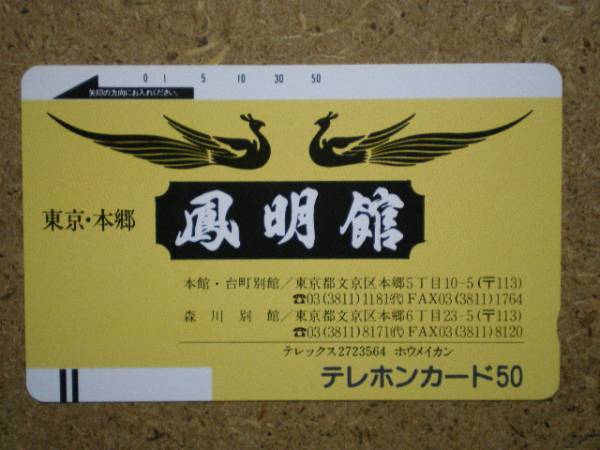 0 1 5 10 30 50
矢印の方向にお入れください。
東京・本郷
鳳明館
本館・台町別館／東京都文京区本郷5丁目10-5(〒113)
☎03(3811)1181代 FAX03(3811)1764
森川別館／東京都文京区本郷6丁目23-5(〒113)
☎03(3811)8171代 FAX03(3811)8120
テレックス2723564 ホウメイカン
テレホンカード50